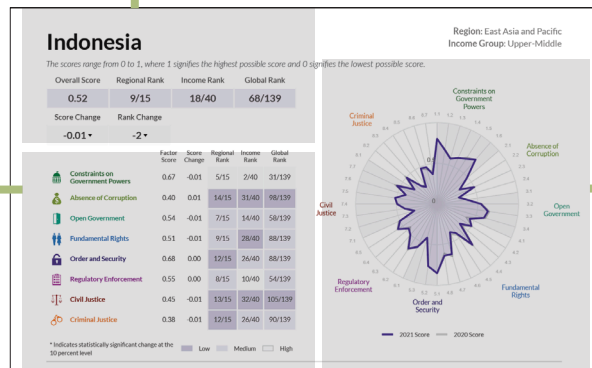 Indonesia
Region: East Asia and Pacific
Income Group: Upper-Middle
The scores range from 0 to 1, where 1 signifies the highest possible score and 0 signifies the lowest possible score.
Overall Score Regional Rank Income Rank Global Rank
0.52 9/15 18/40 68/139
Score Change Rank Change
-0.01 ▾ -2 ▾
Factor Score Score Change Regional Rank Income Rank Global Rank
Constraints on Government Powers 0.67 -0.01 5/15 2/40 31/139
Absence of Corruption 0.40 0.01 14/15 31/40 98/139
Open Government 0.54 -0.01 7/15 14/40 58/139
Fundamental Rights 0.51 -0.01 9/15 28/40 88/139
Order and Security 0.68 0.00 12/15 26/40 88/139
Regulatory Enforcement 0.55 0.00 8/15 10/40 54/139
Civil Justice 0.45 -0.01 13/15 32/40 105/139
Criminal Justice 0.38 -0.01 12/15 26/40 90/139
* Indicates statistically significant change at the
10 percent level
Low Medium High
Constraints on
Government
Powers
Absence of
Corruption
Open
Government
Fundamental
Rights
Order and
Security
Regulatory
Enforcement
Civil
Justice
Criminal
Justice
0.5
0
2021 Score 2020 Score